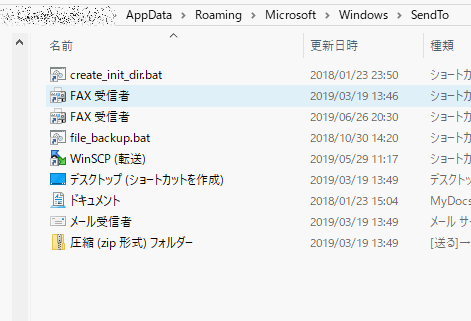 AppData > Roaming > Microsoft > Windows > SendTo
名前 更新日時 種類
create_init_dir.bat 2018/01/23 23:50 ショートカ
FAX 受信者 2019/03/19 13:46 ショートカ
FAX 受信者 2019/06/26 20:30 ショートカ
file_backup.bat 2018/10/30 14:20 ショートカ
WinSCP (転送) 2019/05/29 11:17 ショートカ
デスクトップ (ショートカットを作成) 2019/03/19 13:49 デスクト
ドキュメント 2018/01/23 15:04 MyDocs
メール受信者 2019/03/19 13:49 メール サー
圧縮 (zip 形式) フォルダー 2019/03/19 13:49 [送る]→